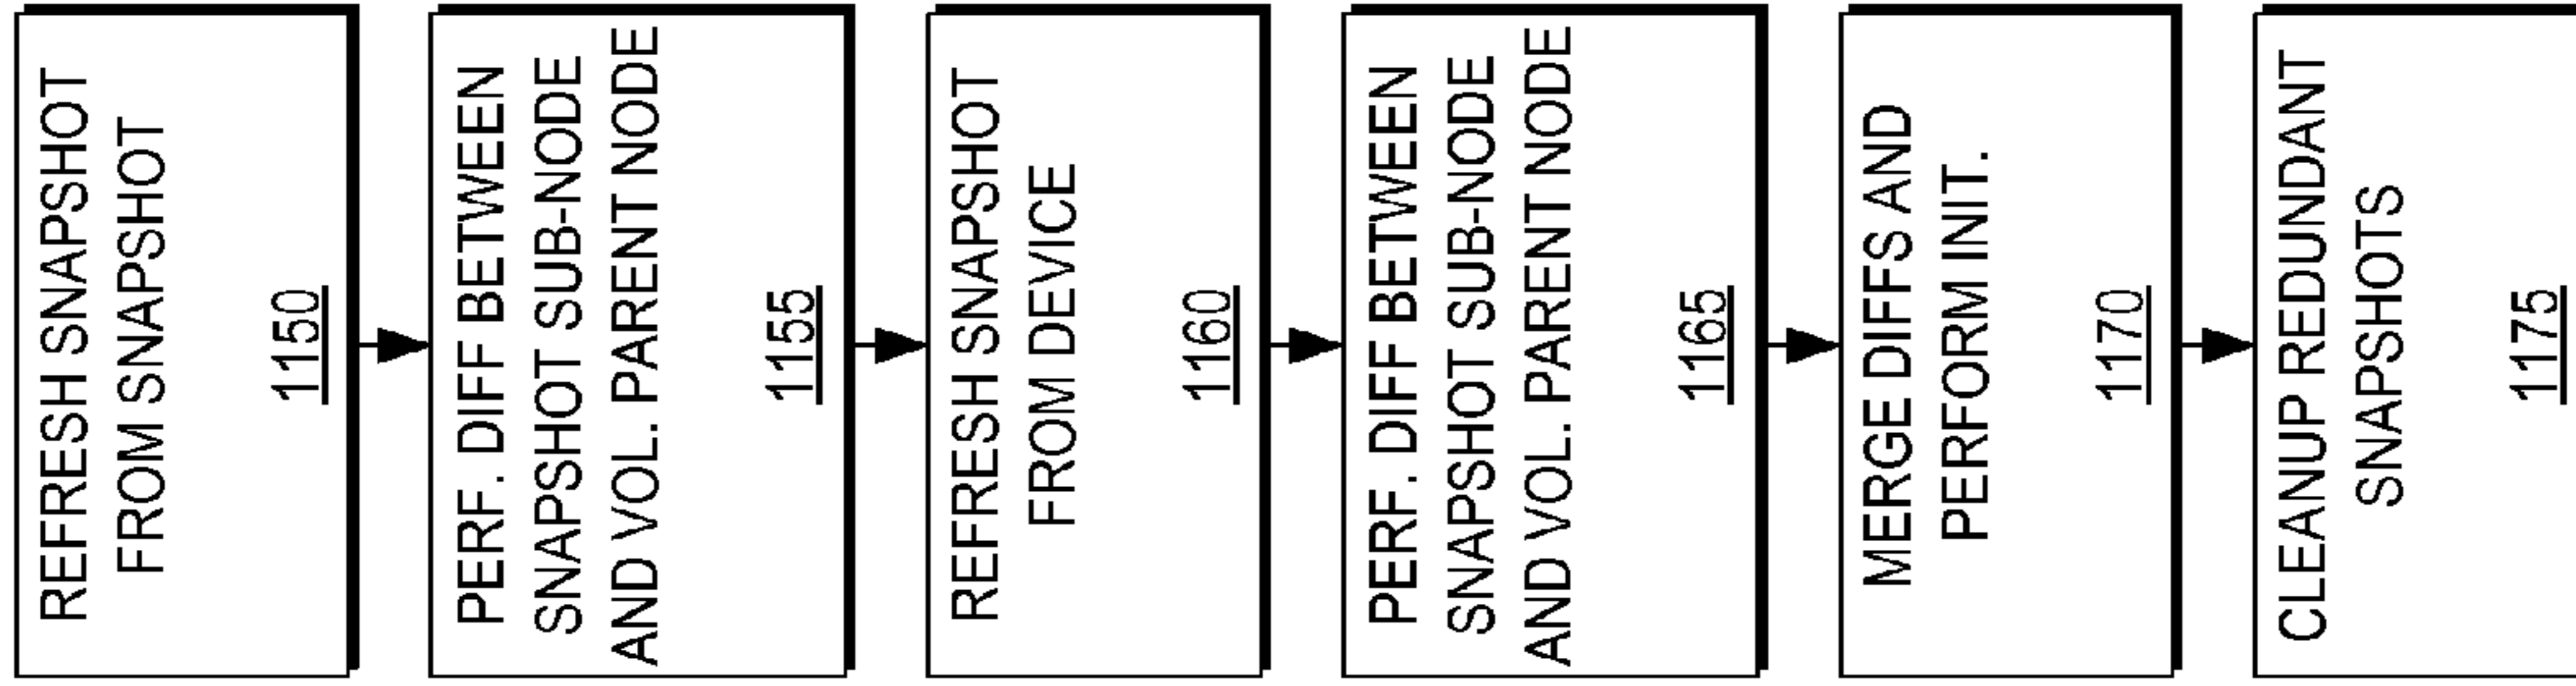 REFRESH SNAPSHOT
FROM SNAPSHOT
1150
PERF. DIFF BETWEEN
SNAPSHOT SUB-NODE
AND VOL. PARENT NODE
1155
REFRESH SNAPSHOT
FROM DEVICE
1160
PERF. DIFF BETWEEN
SNAPSHOT SUB-NODE
AND VOL. PARENT NODE
1165
MERGE DIFFS AND
PERFORM INIT.
1170
CLEANUP REDUNDANT
SNAPSHOTS
1175